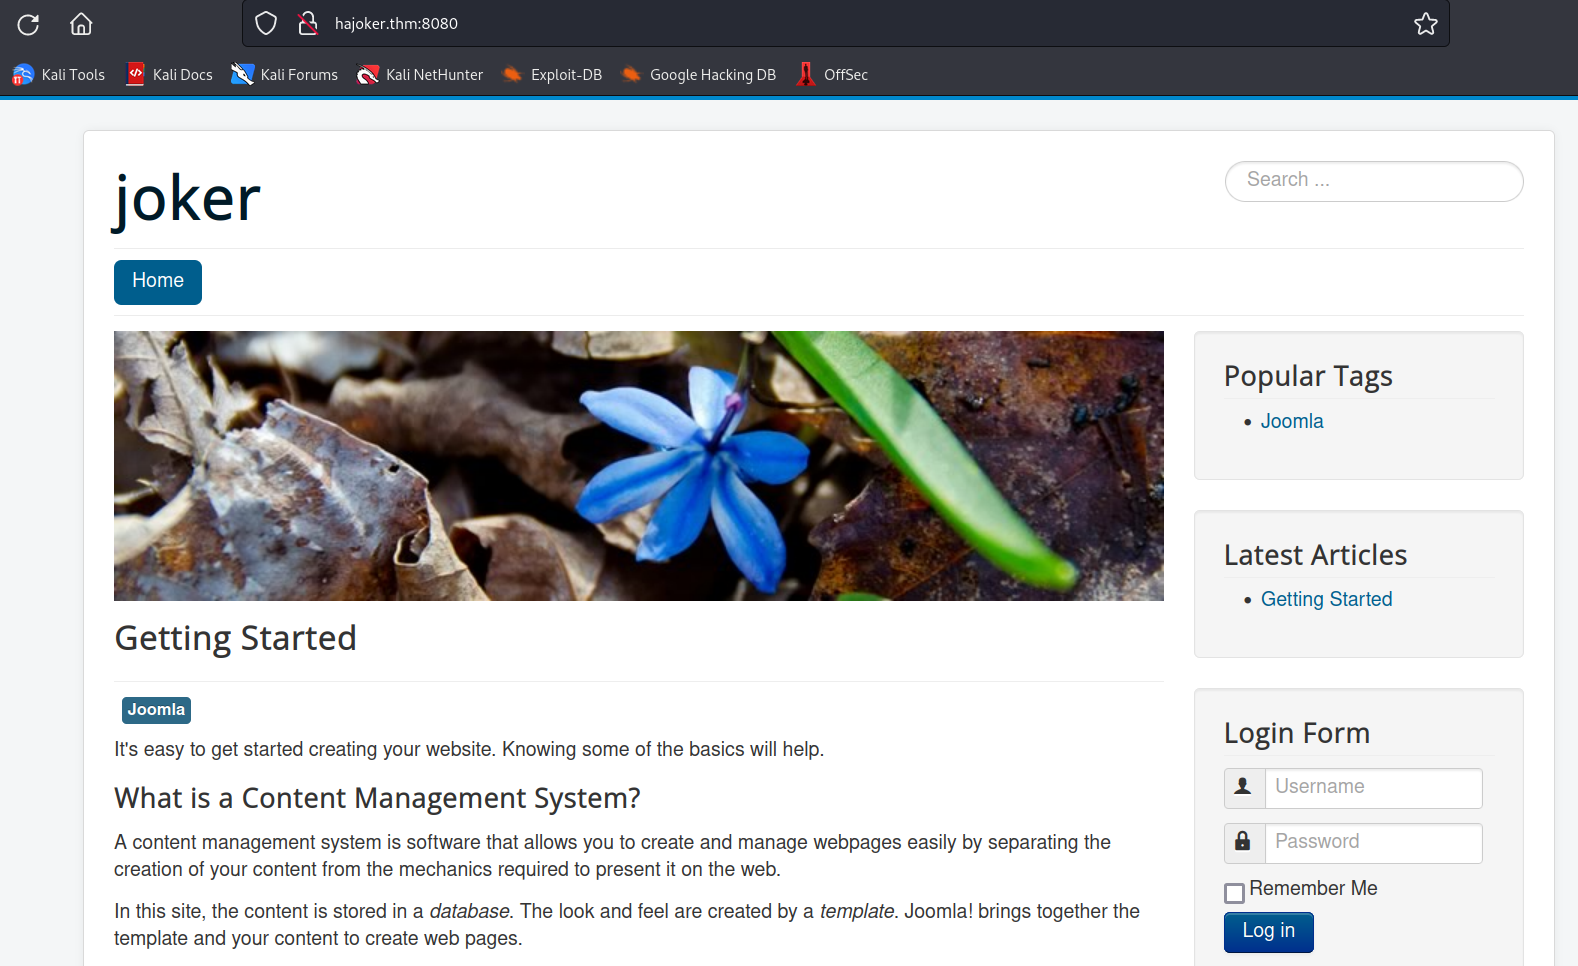 hajoker.thm:8080
Kali Tools Kali Docs Kali Forums Kali NetHunter Exploit-DB Google Hacking DB OffSec
joker
Search ...
Home
Getting Started
Joomla
It's easy to get started creating your website. Knowing some of the basics will help.
What is a Content Management System?
A content management system is software that allows you to create and manage webpages easily by separating the
creation of your content from the mechanics required to present it on the web.
In this site, the content is stored in a database. The look and feel are created by a template. Joomla! brings together the
template and your content to create web pages.
Popular Tags
Joomla
Latest Articles
Getting Started
Login Form
Username
Password
Remember Me
Log in